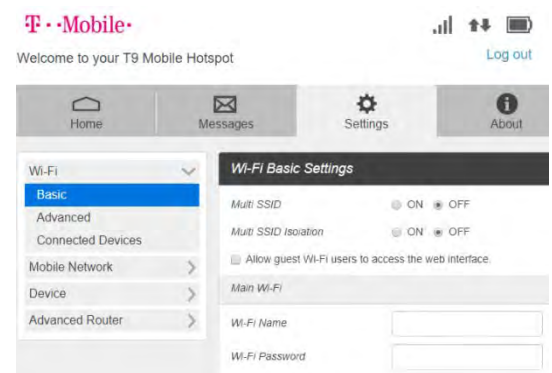 T··Mobile·
Welcome to your T9 Mobile Hotspot
Log out
Home
Messages
Settings
About
Wi-Fi
Basic
Advanced
Connected Devices
Mobile Network
Device
Advanced Router
Wi-Fi Basic Settings
Multi SSID ON OFF
Multi SSID Isolation ON OFF
Allow guest Wi-Fi users to access the web interface.
Main Wi-Fi
Wi-Fi Name
Wi-Fi Password